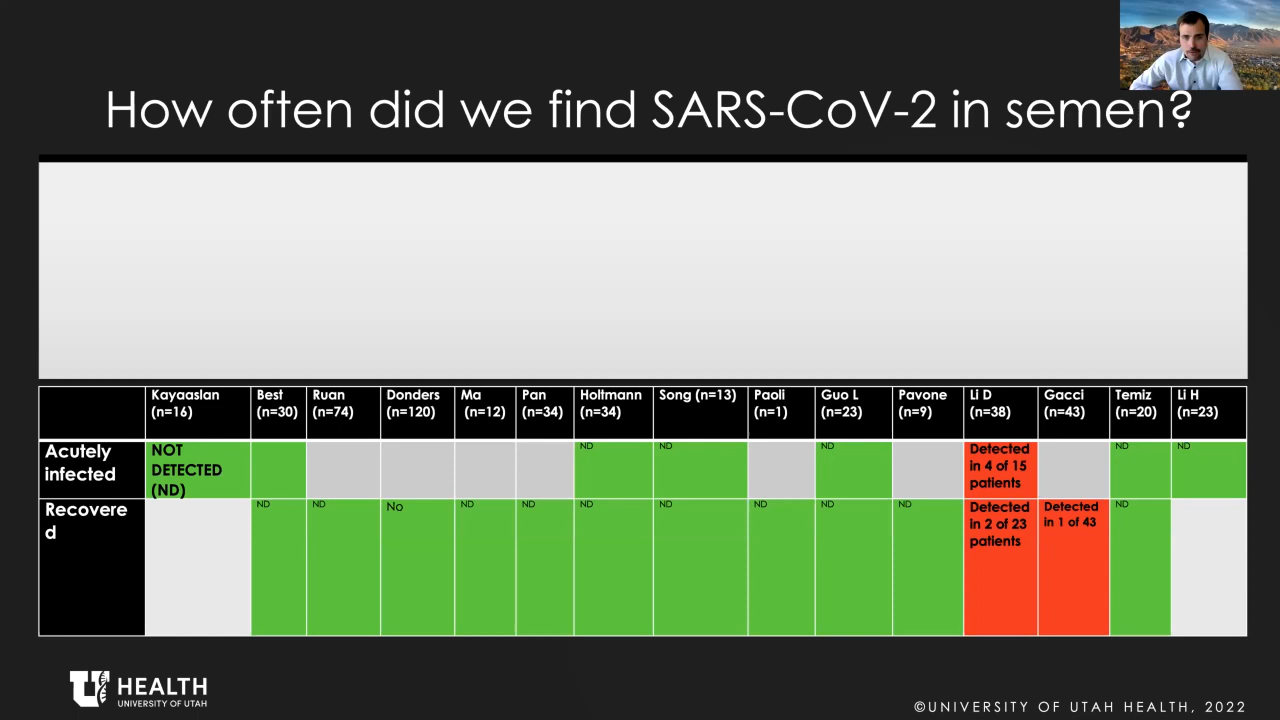 How often did we find SARS-CoV-2 in semen?
Kayaaslan (n=16)
Best (n=30)
Ruan (n=74)
Donders (n=120)
Ma (n=12)
Pan (n=34)
Holtmann (n=34)
Song (n=13)
Paoli (n=1)
Guo L (n=23)
Pavone (n=9)
Li D (n=38)
Gacci (n=43)
Temiz (n=20)
Li H (n=23)
Acutely
infected
NOT
DETECTED
(ND)
ND
ND
ND
Detected
in 4 of 15
patients
ND
ND
Recovere
d
ND
ND
No
ND
ND
ND
ND
ND
ND
ND
Detected
in 2 of 23
patients
Detected
in 1 of 43
ND
U HEALTH
UNIVERSITY OF UTAH
©UNIVERSITY OF UTAH HEALTH, 2022